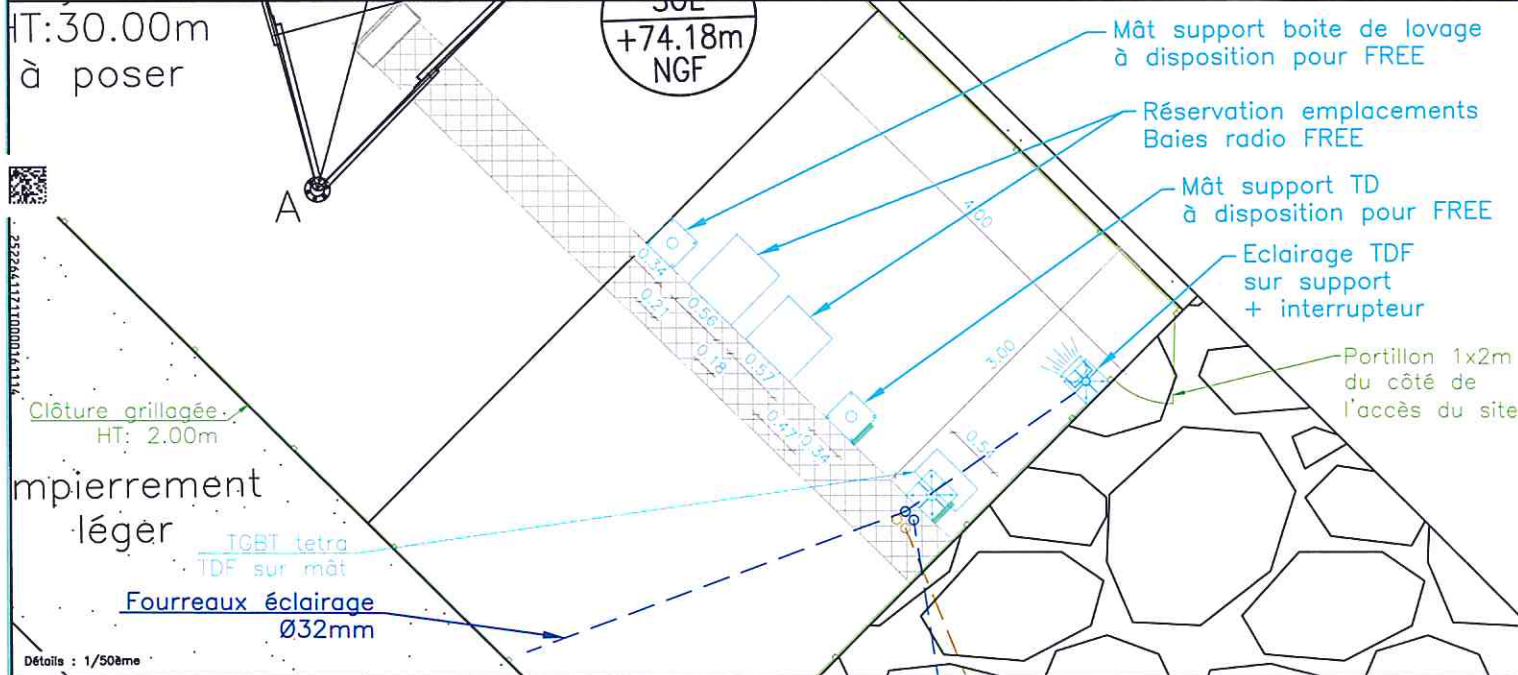 HT:30.00m
à poser
SOL
+74.18m
NGF
A
Mât support boite de lovage
à disposition pour FREE
Réservation emplacements
Baies radio FREE
Mât support TD
à disposition pour FREE
Eclairage TDF
sur support
+ interrupteur
Portillon 1x2m
du côté de
l'accès du site
4.00
3.00
0.34
0.21
0.56
0.18
0.57
0.47
0.34
0.54
Clôture grillagée
HT: 2.00m
mpierrement
léger
TGBT tetra
TDF sur mât
Fourreaux éclairage
Ø32mm
Détails : 1/50ème